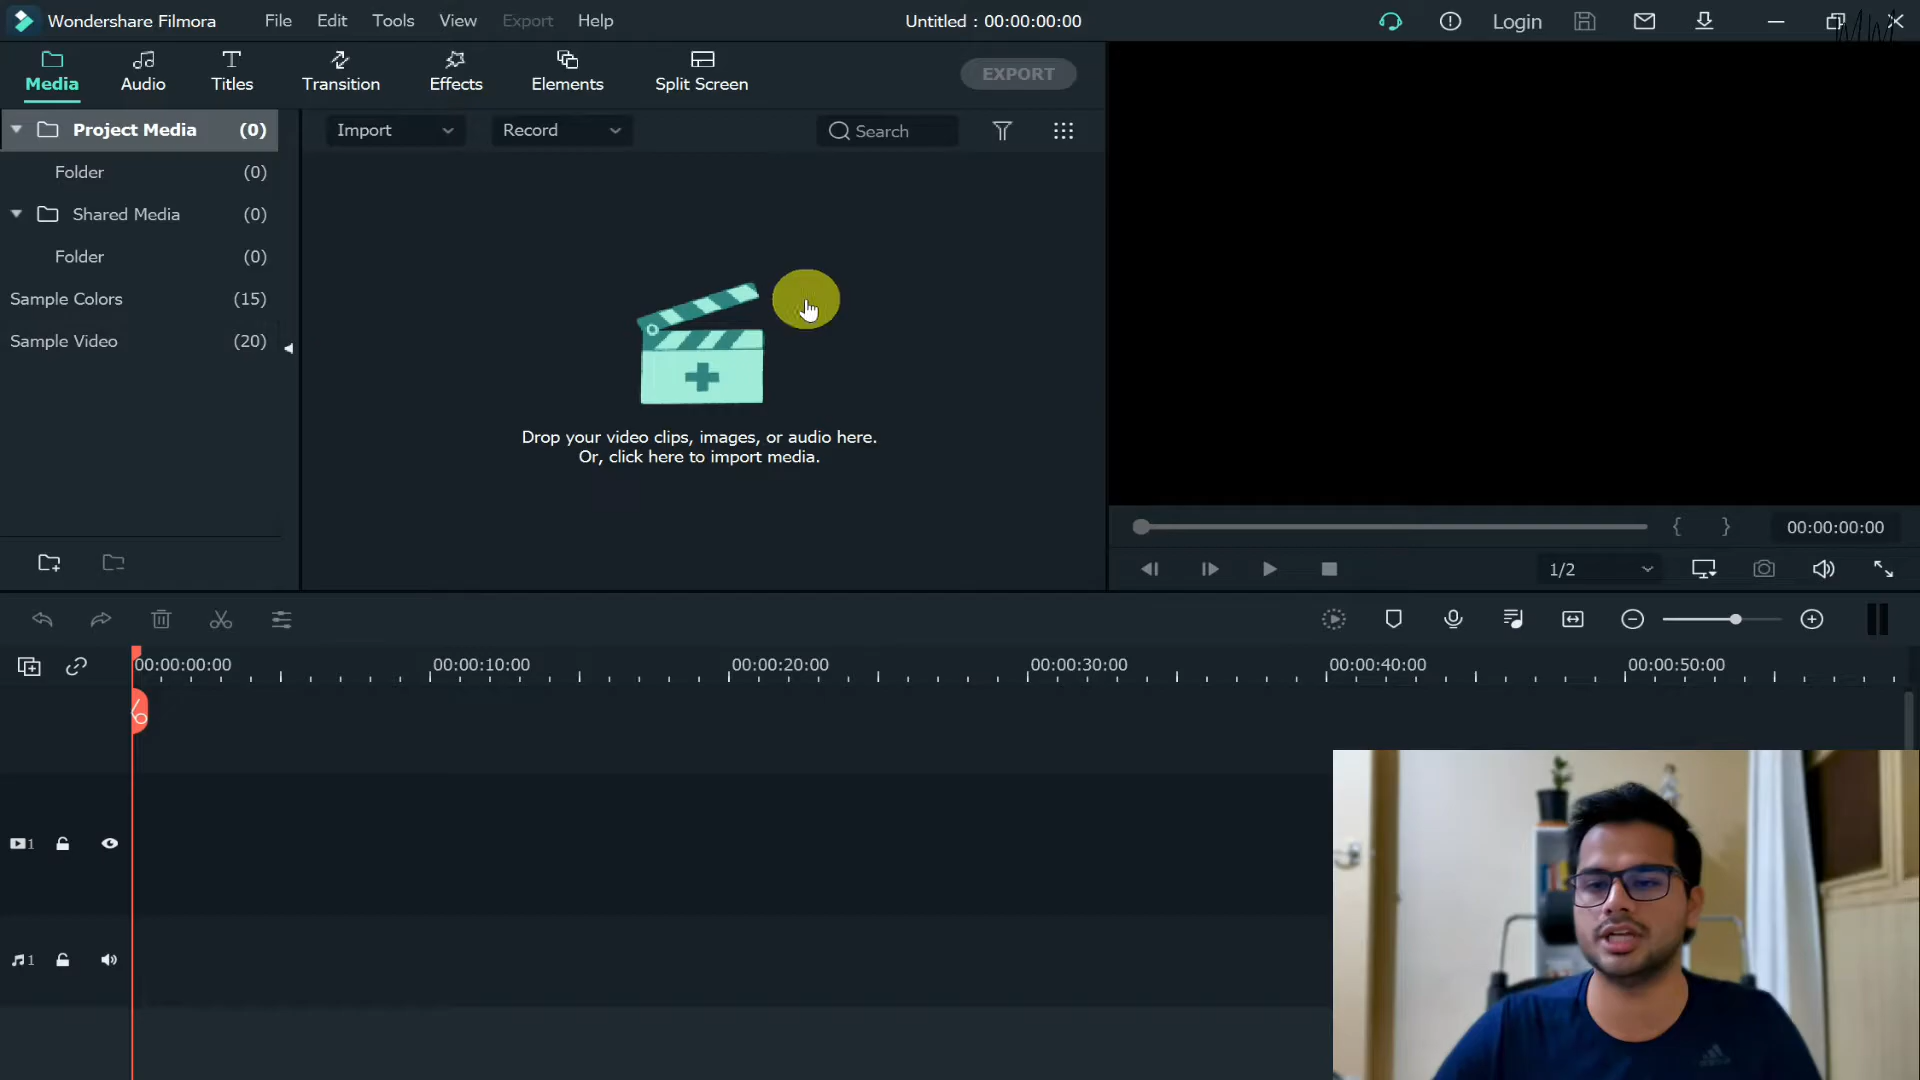 Wondershare Filmora File Edit Tools View Export Help Untitled : 00:00:00:00 Login
Media Audio Titles Transition Effects Elements Split Screen EXPORT
Project Media (0) Import Record Search
Folder (0)
Shared Media (0)
Folder (0)
Sample Colors (15)
Sample Video (20)
Drop your video clips, images, or audio here.
Or, click here to import media.
00:00:00:00
1/2
00:00:00:00 00:00:10:00 00:00:20:00 00:00:30:00 00:00:40:00 00:00:50:00
1
1